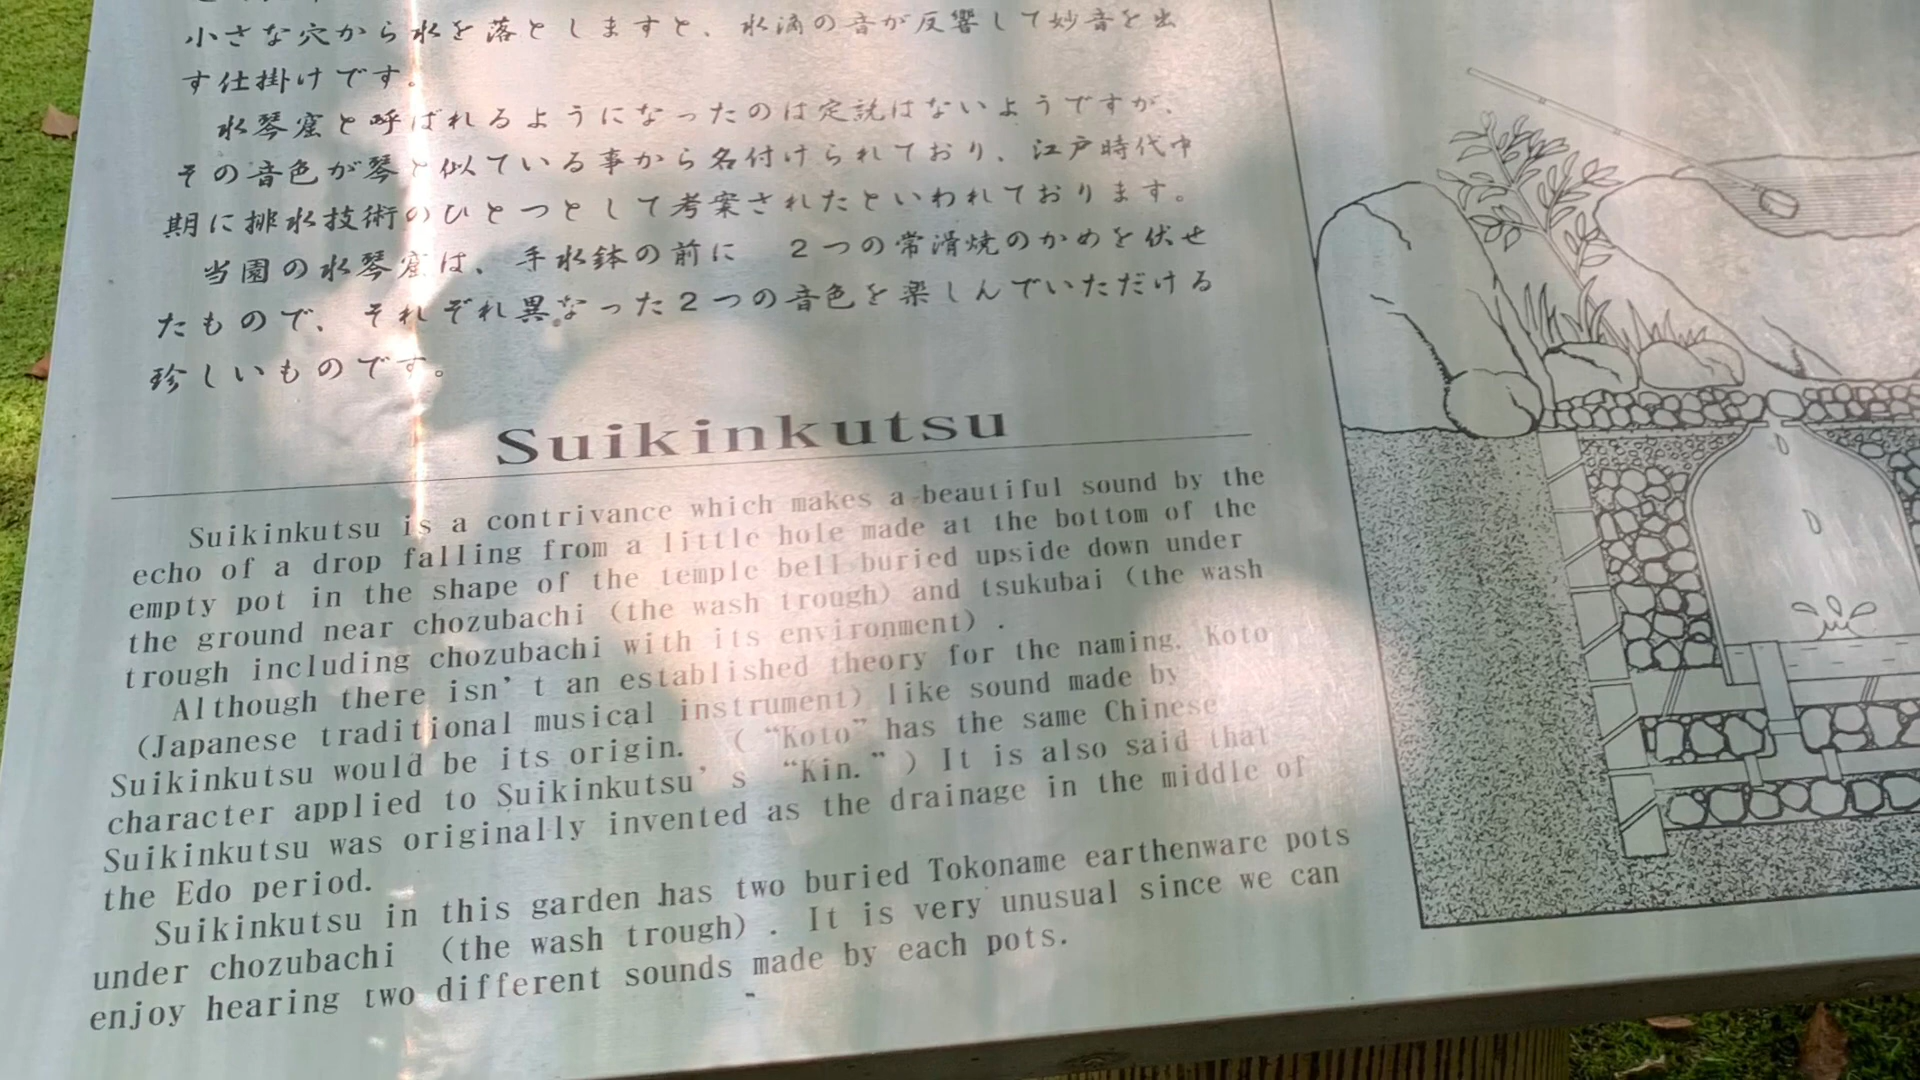 小さな穴から水を落としますと、水滴の音が反響して妙音を出
す仕掛けです。
水琴窟と呼ばれるようになったのは定説はないようですが、
その音色が琴と似ている事から名付けられており、江戸時代中
期に排水技術のひとつとして考案されたといわれております。
当園の水琴窟は、手水鉢の前に 2つの常滑焼のかめを伏せ
たもので、それぞれ異なった2つの音色を楽しんでいただける
珍しいものです。
Suikinkutsu
Suikinkutsu is a contrivance which makes a beautiful sound by the
echo of a drop falling from a little hole made at the bottom of the
empty pot in the shape of the temple bell buried upside down under
the ground near chozubachi (the wash trough) and tsukubai (the wash
trough including chozubachi with its environment).
Although there isn't an established theory for the naming, Koto
(Japanese traditional musical instrument) like sound made by
Suikinkutsu would be its origin. ( “Koto” has the same Chinese
character applied to Suikinkutsu's “Kin.” ) It is also said that
Suikinkutsu was originally invented as the drainage in the middle of
the Edo period.
Suikinkutsu in this garden has two buried Tokoname earthenware pots
under chozubachi (the wash trough). It is very unusual since we can
enjoy hearing two different sounds made by each pots.